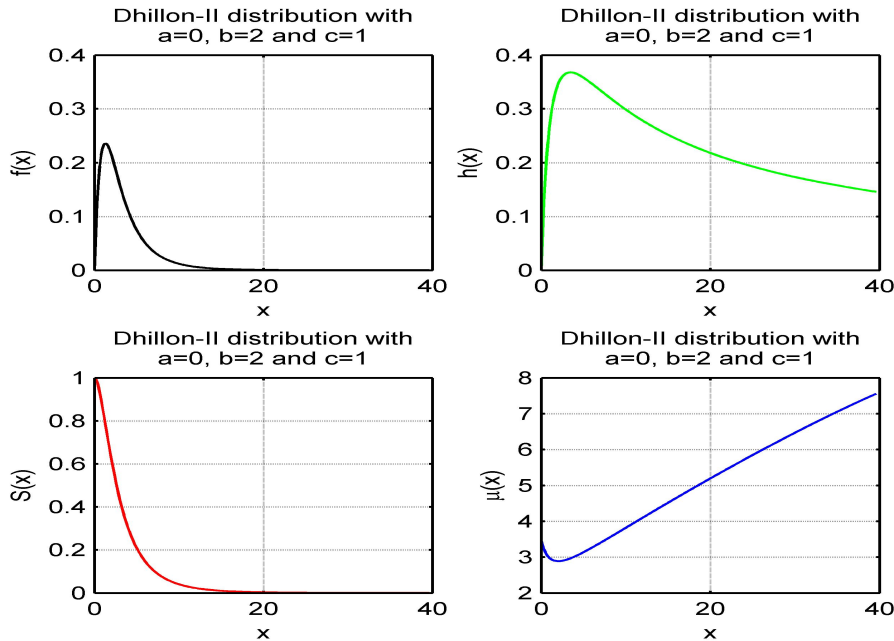 Dhillon-II distribution with
a=0, b=2 and c=1
0.4
0.3
0.2
0.1
0
f(x)
0
20
40
x
Dhillon-II distribution with
a=0, b=2 and c=1
0.4
0.3
0.2
0.1
0
h(x)
0
20
40
x
Dhillon-II distribution with
a=0, b=2 and c=1
1
0.8
0.6
0.4
0.2
0
S(x)
0
20
40
x
Dhillon-II distribution with
a=0, b=2 and c=1
8
7
6
5
4
3
2
μ(x)
0
20
40
x